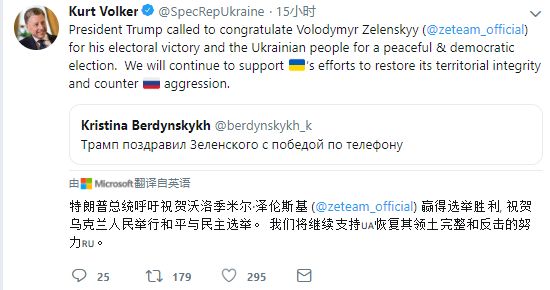 Kurt Volker @SpecRepUkraine · 15小时
President Trump called to congratulate Volodymyr Zelenskyy (@zeteam_official)
for his electoral victory and the Ukrainian people for a peaceful & democratic
election. We will continue to support 🇺🇦's efforts to restore its territorial integrity
and counter 🇷🇺 aggression.
Kristina Berdynskykh @berdynskykh_k
Трамп поздравил Зеленского с победой по телефону
由 Microsoft 翻译自英语
特朗普总统呼吁祝贺沃洛季米尔·泽伦斯基 (@zeteam_official) 赢得选举胜利, 祝贺
乌克兰人民举行和平与民主选举。 我们将继续支持UA恢复其领土完整和反击的努
力RU。
25 179 295